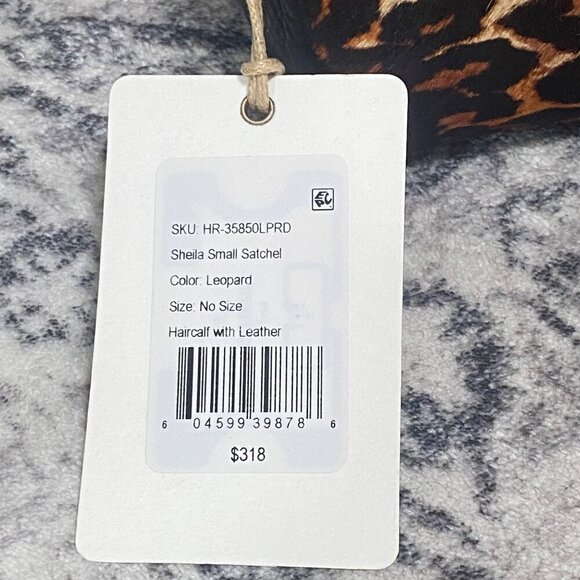 SKU: HR-35850LPRD
Sheila Small Satchel
Color: Leopard
Size: No Size
Haircalf with Leather
6 04599 39878 6
$318